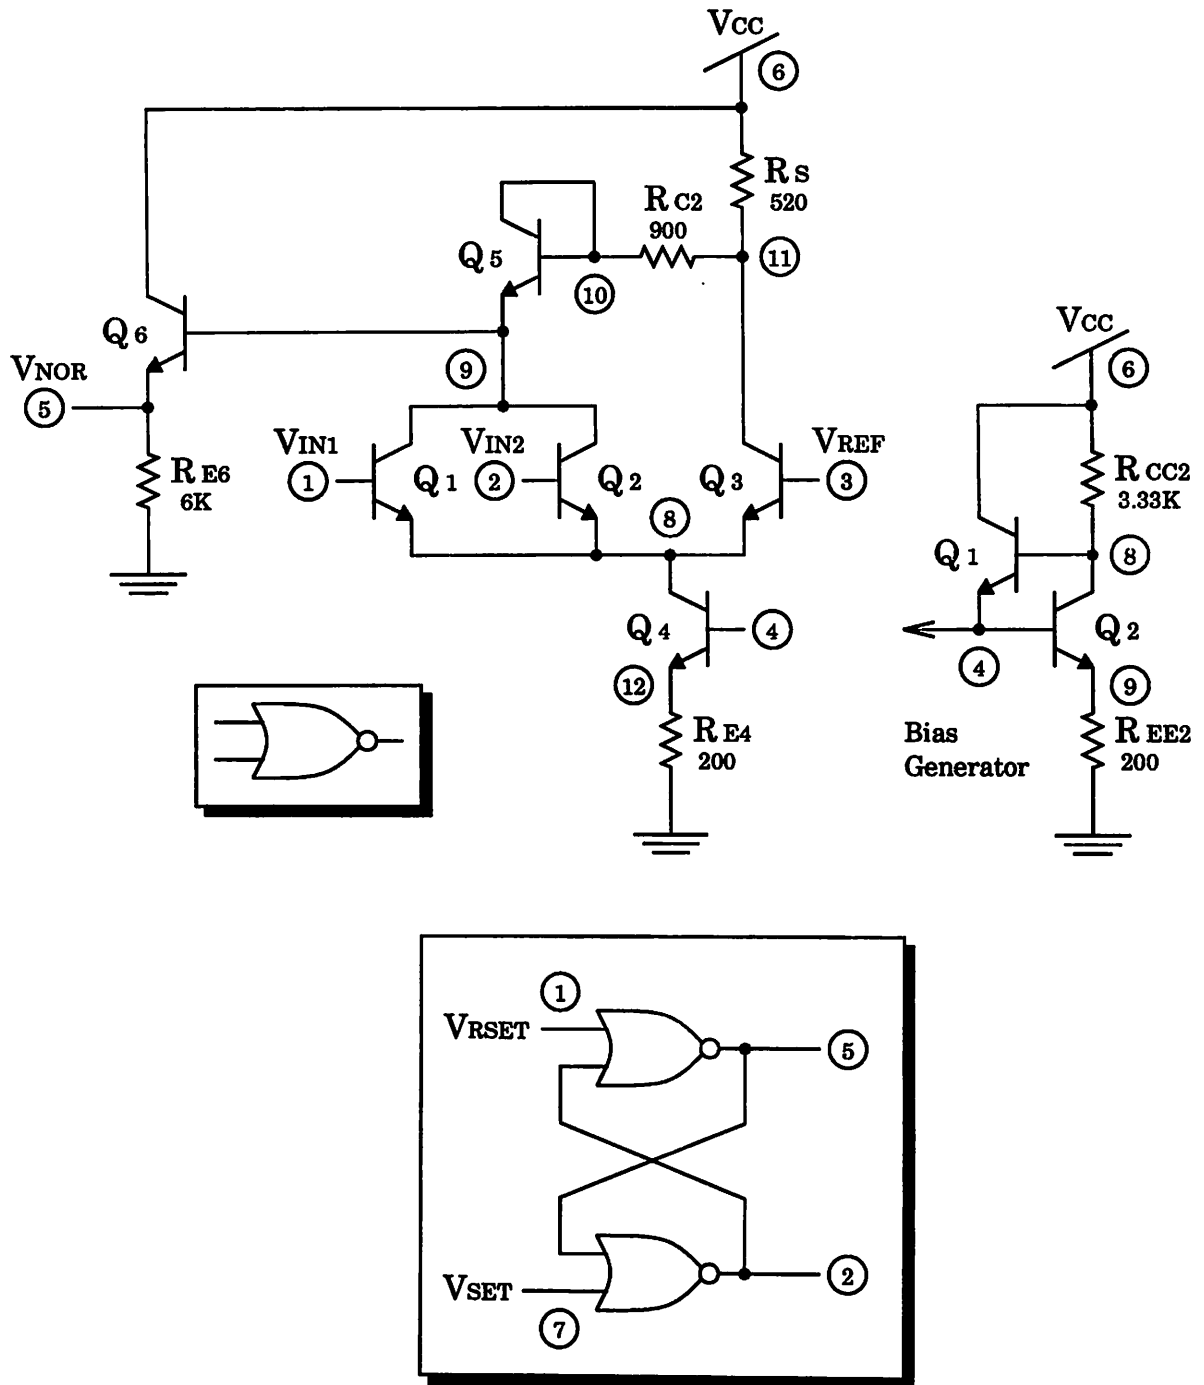 VCC
6
RS
520
RC2
900
Q5
10
11
Q6
9
VNOR
5
RE6
6K
VIN1
1
Q1
VIN2
2
Q2
Q3
VREF
3
8
Q4
4
12
RE4
200
VCC
6
RCC2
3.33K
Q1
8
Q2
4
9
Bias
Generator
REE2
200
1
VRSET
5
VSET
7
2